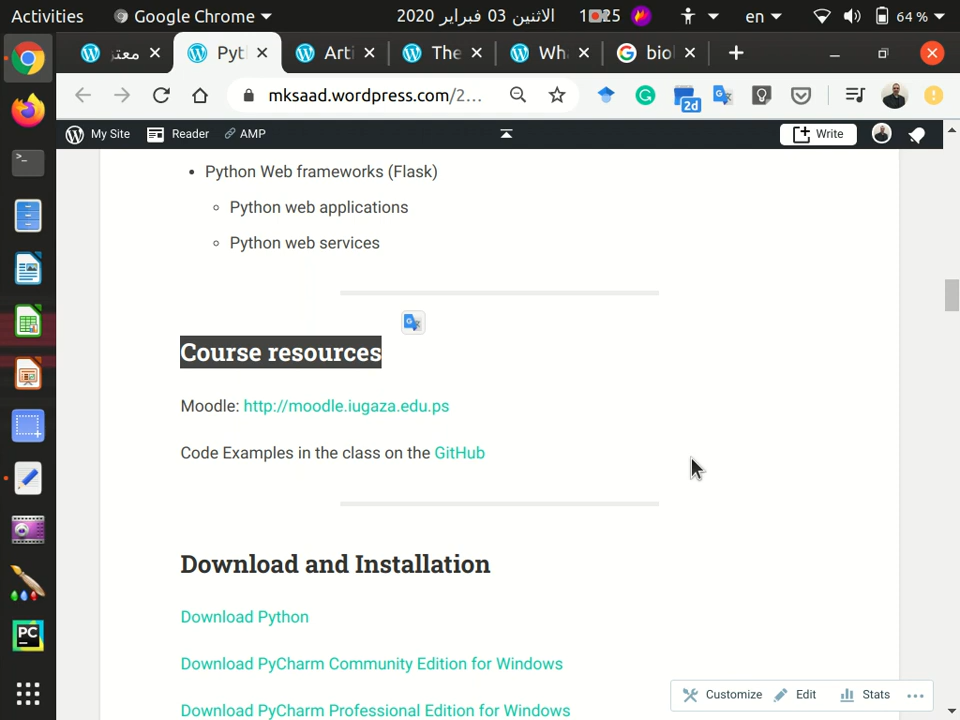 Activities
Google Chrome
الاثنين 03 فبراير 2020
en
64 %
معتز
Pyt
Arti
The
Wh
biol
mksaad.wordpress.com/2...
2d
My Site
Reader
AMP
Write
Python Web frameworks (Flask)
Python web applications
Python web services
Course resources
Moodle: http://moodle.iugaza.edu.ps
Code Examples in the class on the GitHub
Download and Installation
Download Python
Download PyCharm Community Edition for Windows
Download PyCharm Professional Edition for Windows
Customize
Edit
Stats
PC